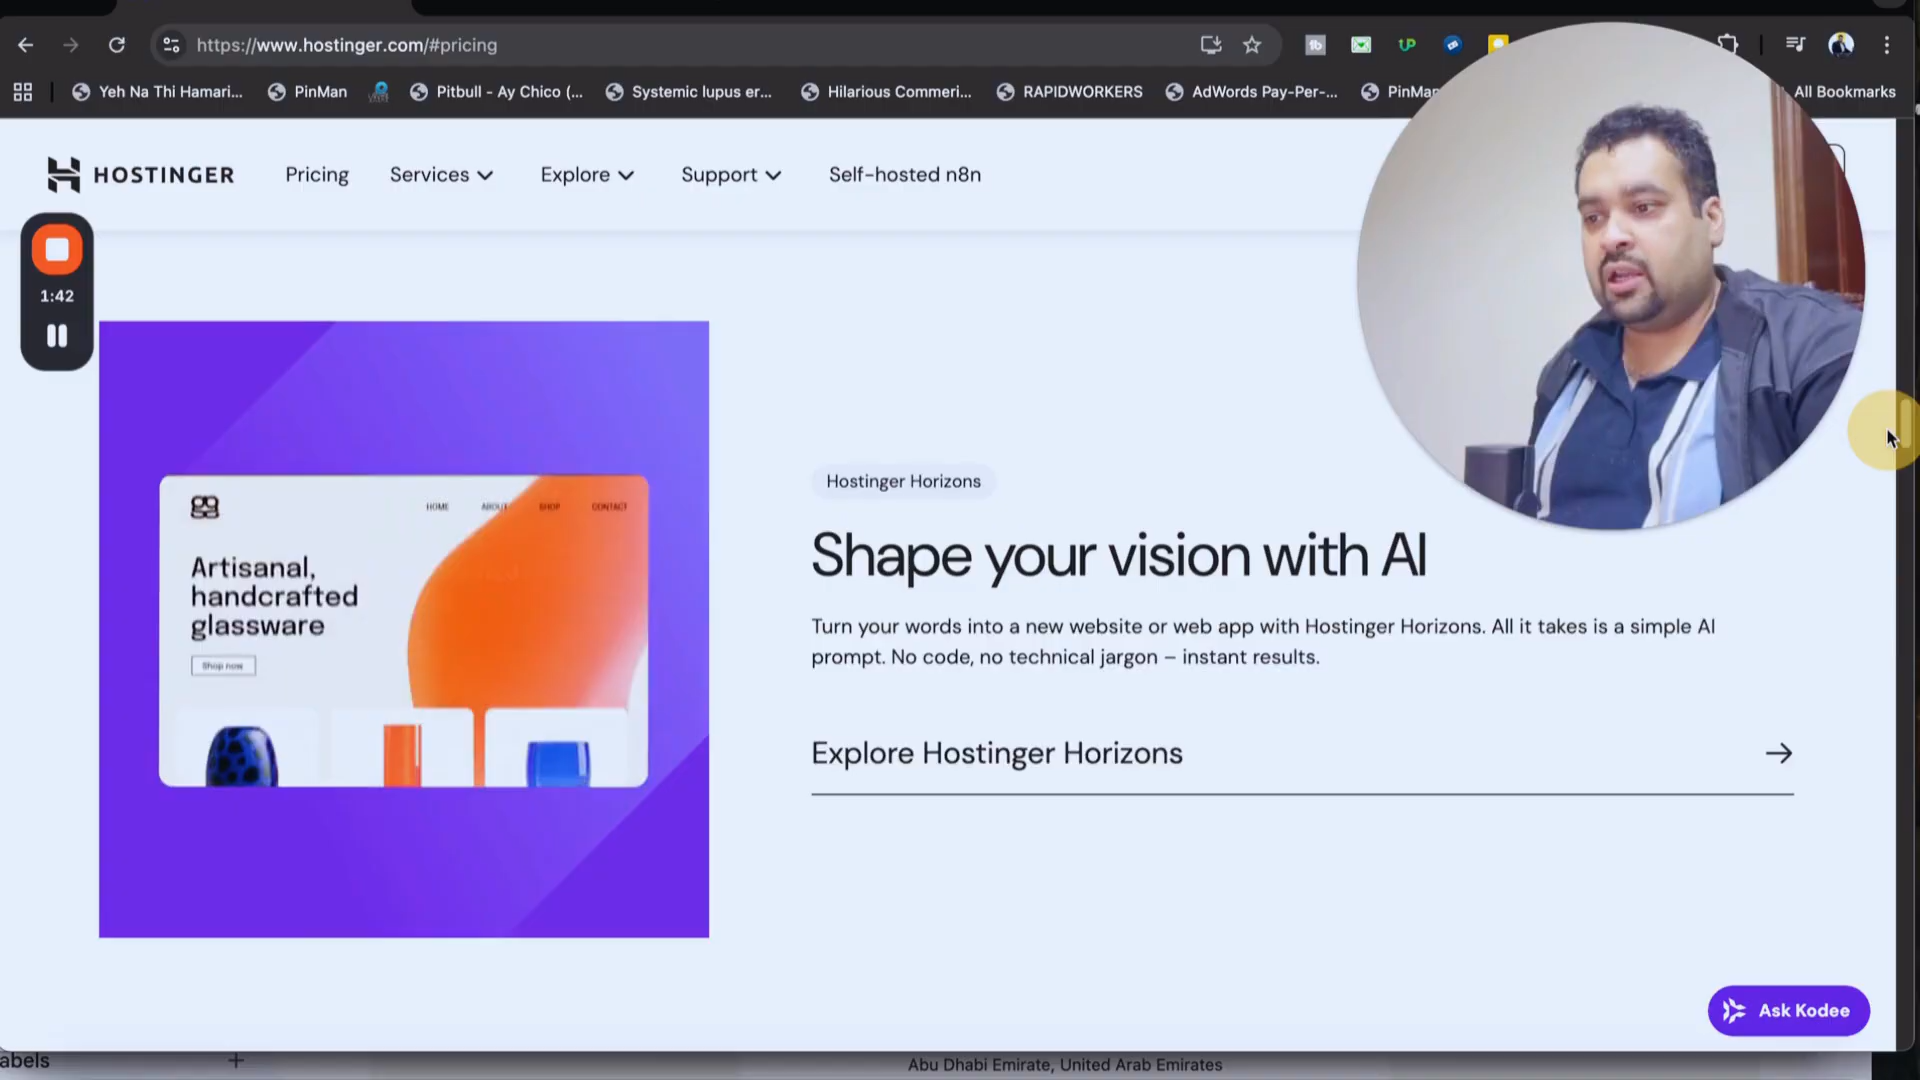 https://www.hostinger.com/#pricing
Yeh Na Thi Hamari...
PinMan
Pitbull - Ay Chico (...
Systemic lupus er...
Hilarious Commeri...
RAPIDWORKERS
AdWords Pay-Per-...
PinMan
All Bookmarks
HOSTINGER
Pricing
Services
Explore
Support
Self-hosted n8n
1:42
HOME
ABOUT
SHOP
CONTACT
Artisanal,
handcrafted
glassware
Shop now
Hostinger Horizons
Shape your vision with AI
Turn your words into a new website or web app with Hostinger Horizons. All it takes is a simple AI
prompt. No code, no technical jargon – instant results.
Explore Hostinger Horizons
Ask Kodee
abels
Abu Dhabi Emirate, United Arab Emirates